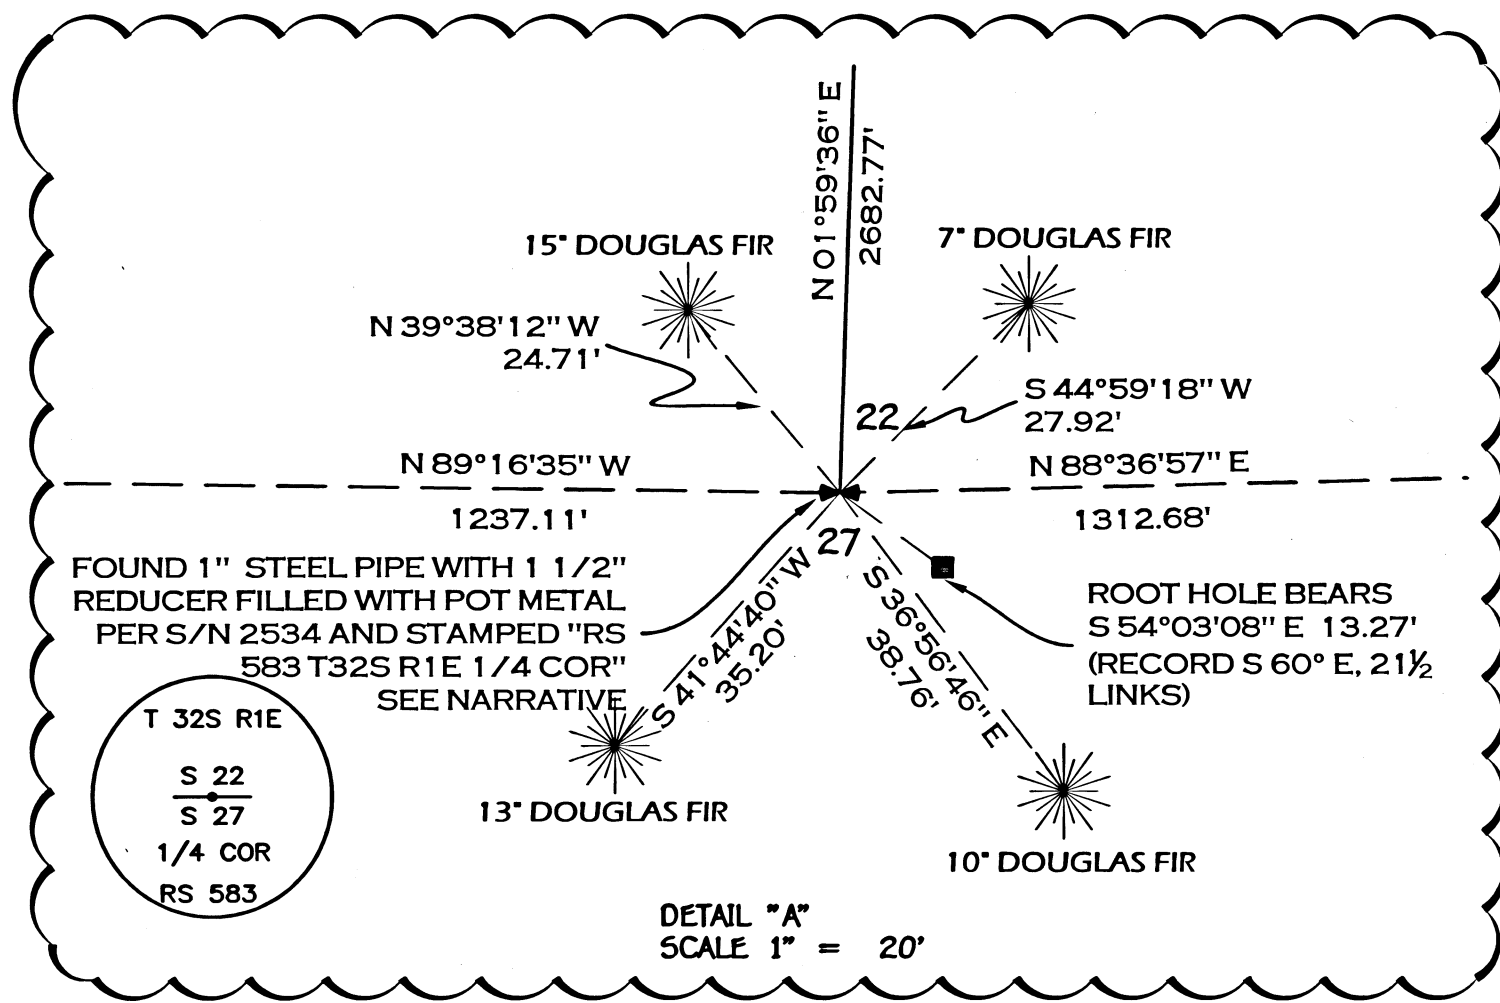 N 01°59'36" E
2682.77'
15" DOUGLAS FIR
7" DOUGLAS FIR
N 39°38'12" W
24.71'
S 44°59'18" W
27.92'
22
N 89°16'35" W
1237.11'
N 88°36'57" E
1312.68'
27
FOUND 1" STEEL PIPE WITH 1 1/2"
REDUCER FILLED WITH POT METAL
PER S/N 2534 AND STAMPED "RS
583 T32S R1E 1/4 COR"
SEE NARRATIVE
S 41°44'40" W
35.20'
S 36°56'46" E
38.76'
ROOT HOLE BEARS
S 54°03'08" E 13.27'
(RECORD S 60° E, 21½
LINKS)
T 32S R1E
S 22
S 27
1/4 COR
RS 583
13" DOUGLAS FIR
10" DOUGLAS FIR
DETAIL "A"
SCALE 1" = 20'